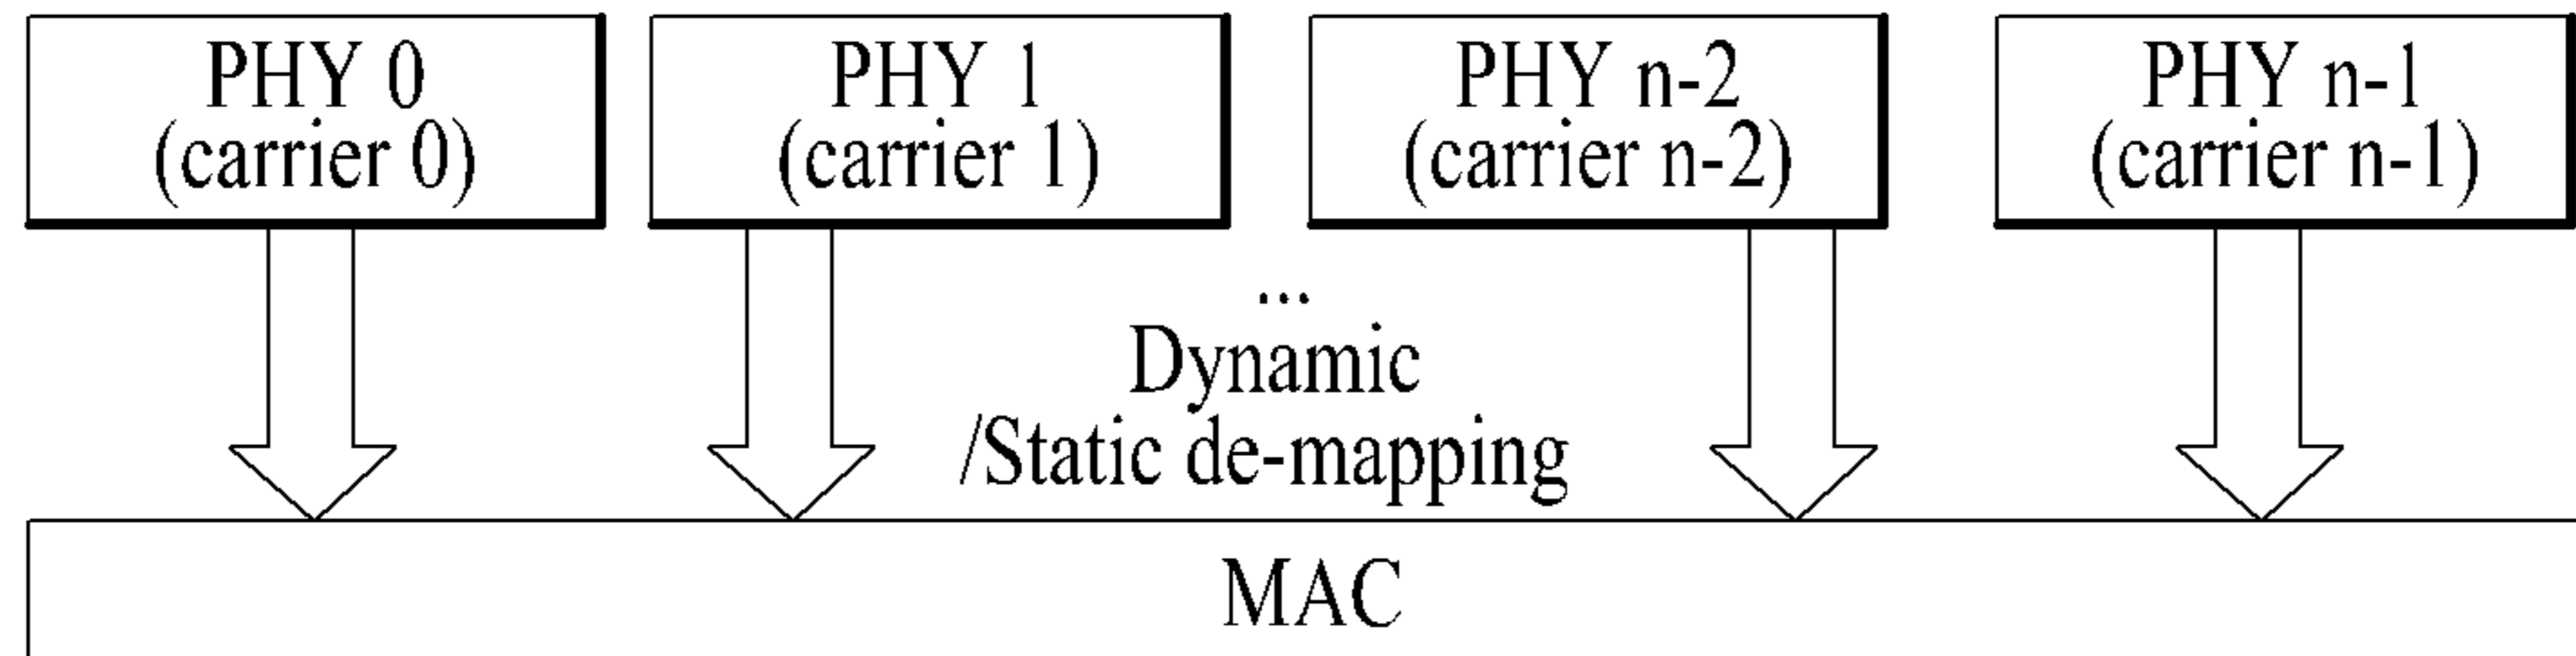 PHY 0
(carrier 0)
PHY 1
(carrier 1)
PHY n-2
(carrier n-2)
PHY n-1
(carrier n-1)
...
Dynamic
/Static de-mapping
MAC